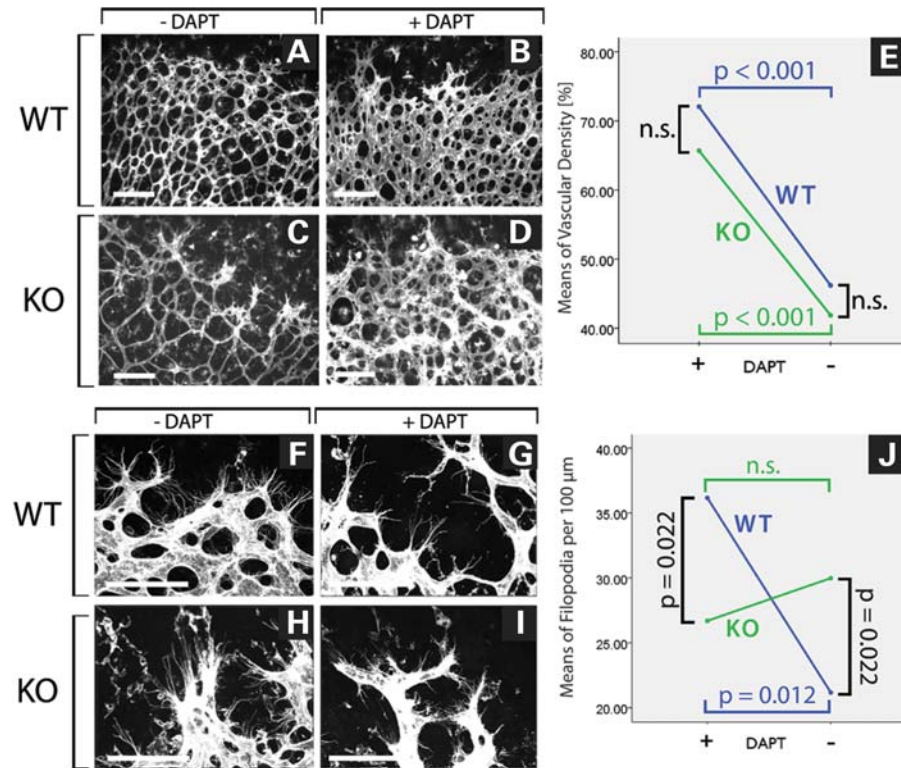 - DAPT
+ DAPT
WT
KO
A
B
C
D
E
Means of Vascular Density [%]
80.00
70.00
60.00
50.00
40.00
p < 0.001
n.s.
WT
KO
n.s.
p < 0.001
+ DAPT -
- DAPT
+ DAPT
WT
KO
F
G
H
I
J
Means of Filopodia per 100 µm
40.00
35.00
30.00
25.00
20.00
n.s.
p = 0.022
WT
KO
p = 0.022
p = 0.012
+ DAPT -